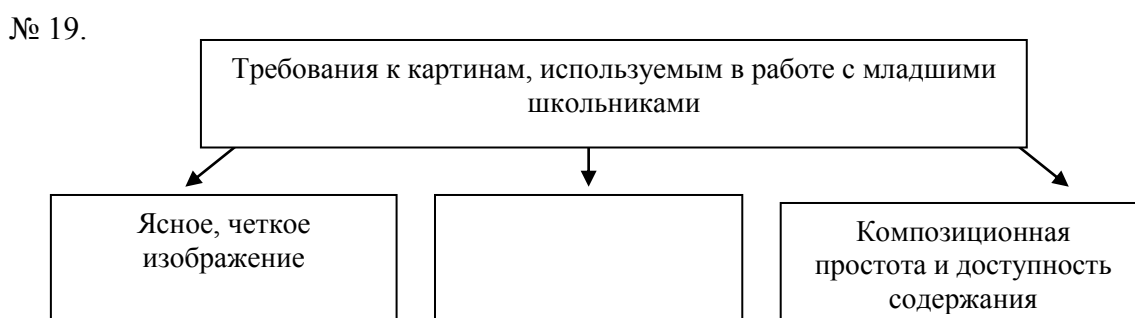 № 19.
Требования к картинам, используемым в работе с младшими
школьниками
Ясное, четкое
изображение
Композиционная
простота и доступность
содержания